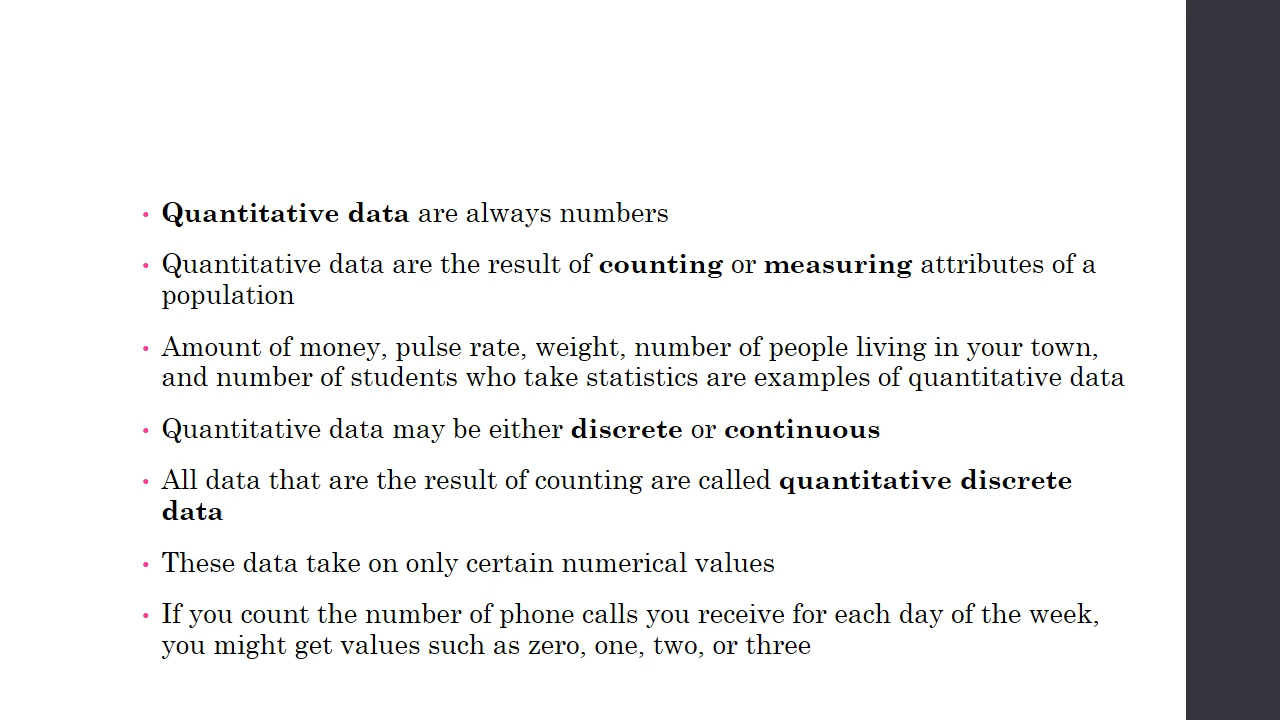 • Quantitative data are always numbers
• Quantitative data are the result of counting or measuring attributes of a
population
• Amount of money, pulse rate, weight, number of people living in your town,
and number of students who take statistics are examples of quantitative data
• Quantitative data may be either discrete or continuous
• All data that are the result of counting are called quantitative discrete
data
• These data take on only certain numerical values
• If you count the number of phone calls you receive for each day of the week,
you might get values such as zero, one, two, or three